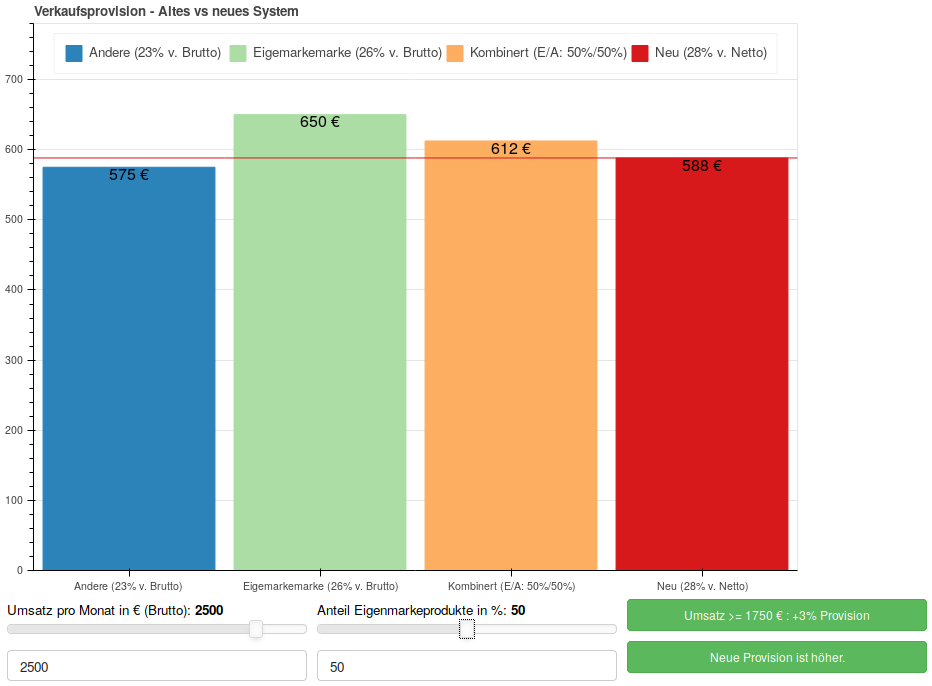 Verkaufsprovision - Altes vs neues System
Andere (23% v. Brutto) Eigemarkemarke (26% v. Brutto) Kombinert (E/A: 50%/50%) Neu (28% v. Netto)
700
600
500
400
300
200
100
0
575 €
650 €
612 €
588 €
Andere (23% v. Brutto) Eigemarkemarke (26% v. Brutto) Kombinert (E/A: 50%/50%) Neu (28% v. Netto)
Umsatz pro Monat in € (Brutto): 2500
2500
Anteil Eigenmarkeprodukte in %: 50
50
Umsatz >= 1750 € : +3% Provision
Neue Provision ist höher.